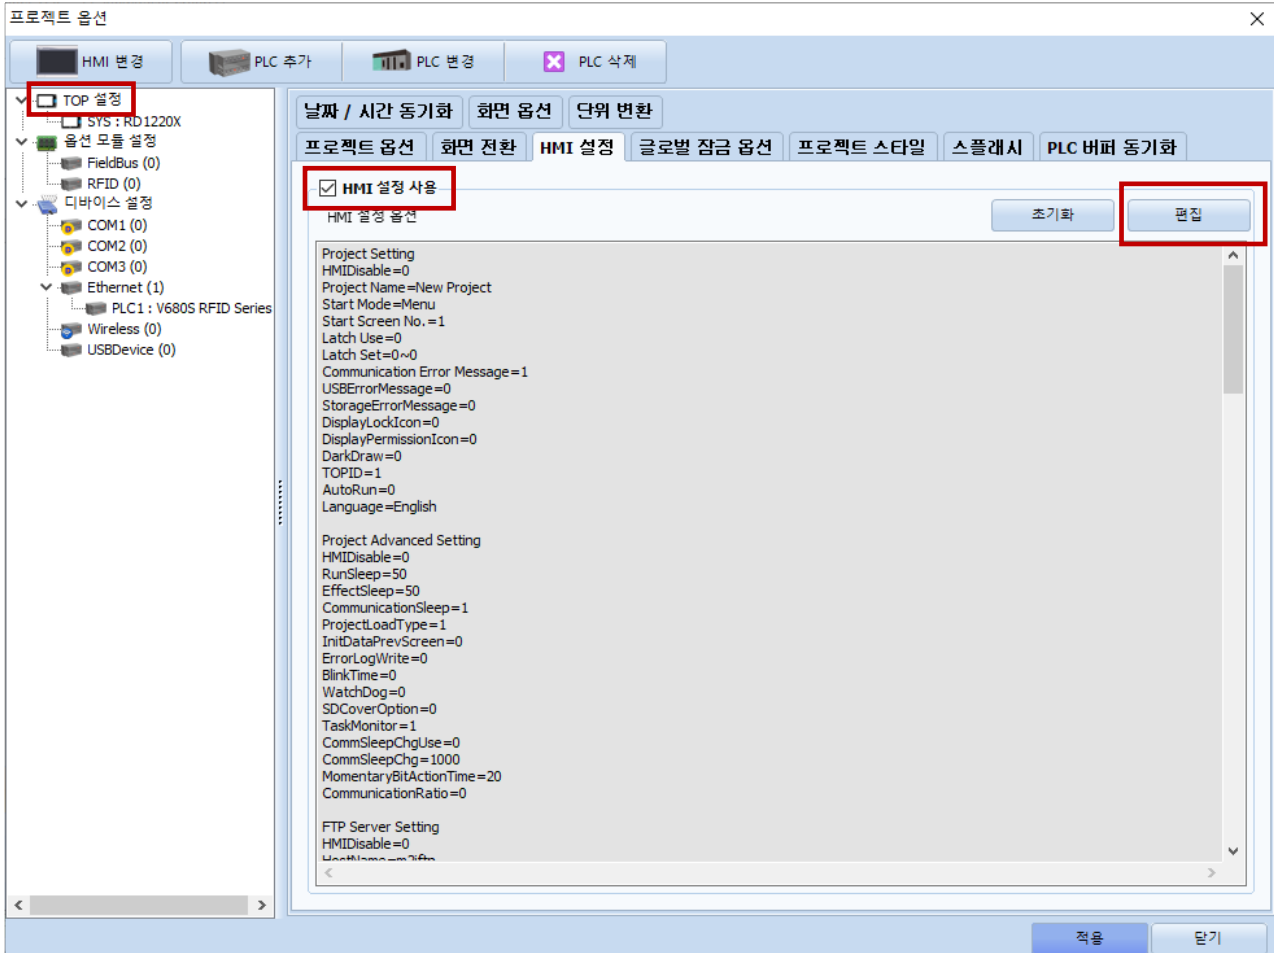 프로젝트 옵션
HMI 변경
PLC 추가
PLC 변경
PLC 삭제
TOP 설정
SYS : RD1220X
옵션 모듈 설정
FieldBus (0)
RFID (0)
디바이스 설정
COM1 (0)
COM2 (0)
COM3 (0)
Ethernet (1)
PLC1 : V680S RFID Series
Wireless (0)
USBDevice (0)
날짜 / 시간 동기화
화면 옵션
단위 변환
프로젝트 옵션
화면 전환
HMI 설정
글로벌 잠금 옵션
프로젝트 스타일
스플래시
PLC 버퍼 동기화
HMI 설정 사용
HMI 설정 옵션
초기화
편집
Project Setting
HMIDisable=0
Project Name=New Project
Start Mode=Menu
Start Screen No.=1
Latch Use=0
Latch Set=0~0
Communication Error Message=1
USBErrorMessage=0
StorageErrorMessage=0
DisplayLockIcon=0
DisplayPermissionIcon=0
DarkDraw=0
TOPID=1
AutoRun=0
Language=English
Project Advanced Setting
HMIDisable=0
RunSleep=50
EffectSleep=50
CommunicationSleep=1
ProjectLoadType=1
InitDataPrevScreen=0
ErrorLogWrite=0
BlinkTime=0
WatchDog=0
SDCoverOption=0
TaskMonitor=1
CommSleepChgUse=0
CommSleepChg=1000
MomentaryBitActionTime=20
CommunicationRatio=0
FTP Server Setting
HMIDisable=0
HostName=m2iftp
적용
닫기